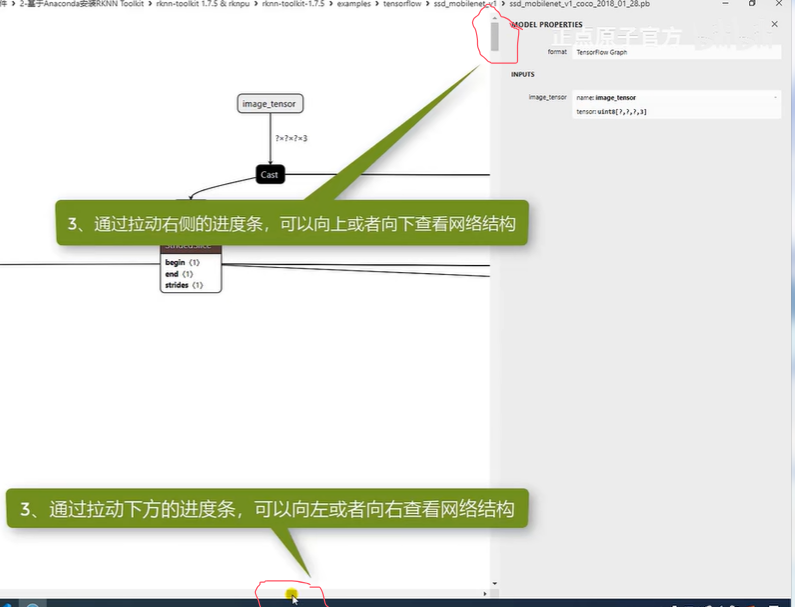 件 › 2-基于Anaconda安装RKNN Toolkit › rknn-toolkit 1.7.5 & rknpu › rknn-toolkit-1.7.5 › examples › tensorflow › ssd_mobilenet_v1 › ssd_mobilenet_v1_coco_2018_01_28.pb
MODEL PROPERTIES
正点原子官方 bilibili
format TensorFlow Graph
INPUTS
image_tensor name: image_tensor
tensor: uint8[?,?,?,3]
image_tensor
?×?×?×3
Cast
3、通过拉动右侧的进度条，可以向上或者向下查看网络结构
StridedSlice
begin ⟨1⟩
end ⟨1⟩
strides ⟨1⟩
3、通过拉动下方的进度条，可以向左或者向右查看网络结构